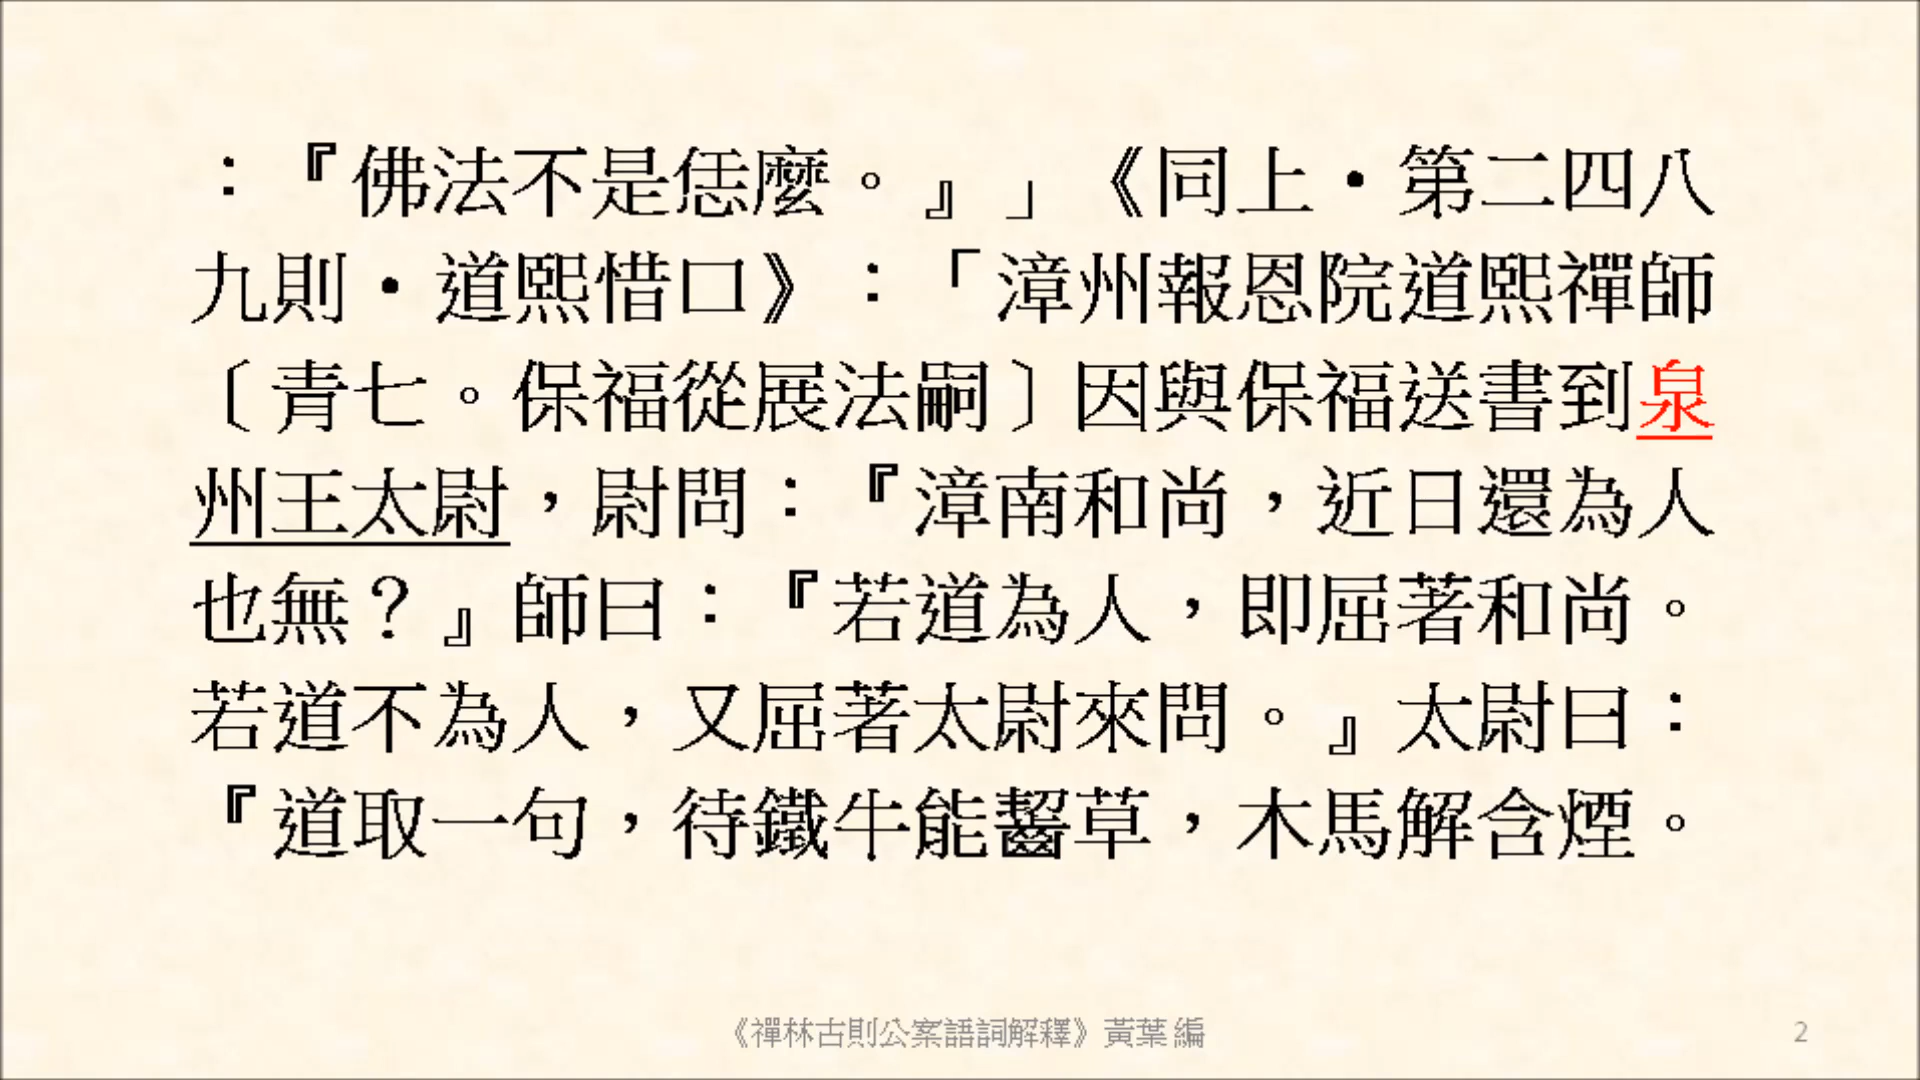 ：『佛法不是恁麼。』」《同上・第二四八
九則・道熙惜口》：「漳州報恩院道熙禪師
〔青七。保福從展法嗣〕因與保福送書到泉
州王太尉，尉問：『漳南和尚，近日還為人
也無？』師曰：『若道為人，即屈著和尚。
若道不為人，又屈著太尉來問。』太尉曰：
『道取一句，待鐵牛能齧草，木馬解含煙。
《禪林古則公案語詞解釋》黃葉 編
2